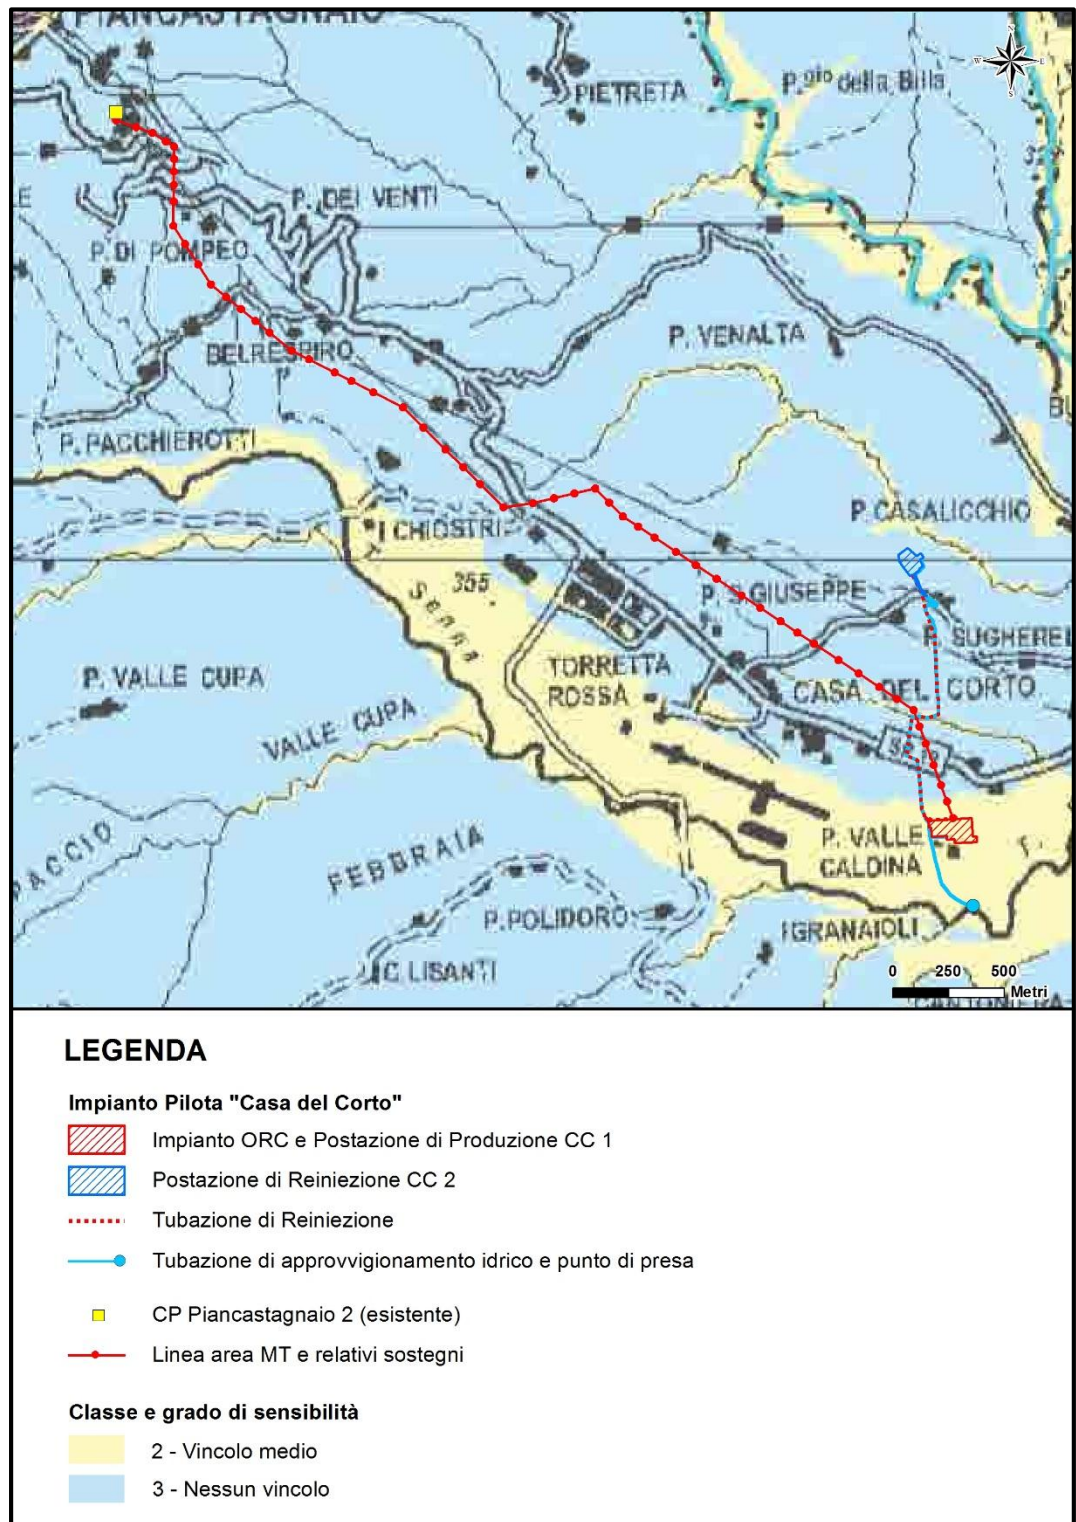 PIANCASTAGNAIO
N
W
E
S
PIETRETA
P.gio della Billa
P. DEI VENTI
P. DI POMPEO
P. VENALTA
BELRESPIRO
P. PACCHIEROTTI
P. CASALICCHIO
I CHIOSTRI
355
Senna
P. S. GIUSEPPE
P. SUGHEREL
P. VALLE CUPA
TORRETTA
ROSSA
CASA DEL CORTO
VALLE CUPA
PACCIO
FEBBRAIA
P. VALLE
CALDINA
P. POLIDORO
I GRANAIOLI
C. LISANTI
0 250 500
Metri
CANTONIERA
LEGENDA
Impianto Pilota "Casa del Corto"
Impianto ORC e Postazione di Produzione CC 1
Postazione di Reiniezione CC 2
Tubazione di Reiniezione
Tubazione di approvvigionamento idrico e punto di presa
CP Piancastagnaio 2 (esistente)
Linea area MT e relativi sostegni
Classe e grado di sensibilità
2 - Vincolo medio
3 - Nessun vincolo